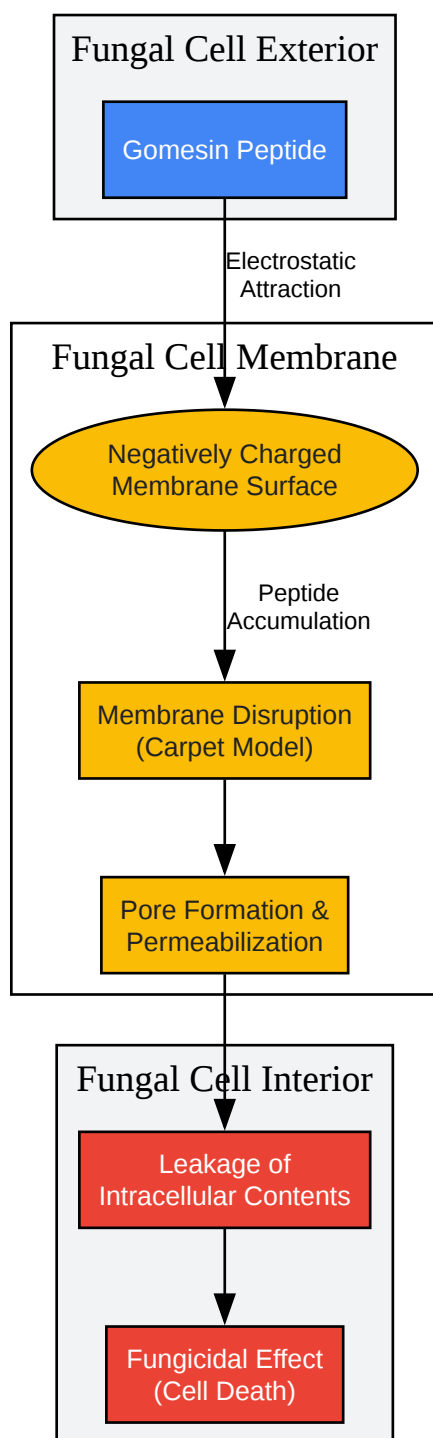 Fungal Cell Exterior
Gomesin Peptide
Electrostatic
Attraction
Fungal Cell Membrane
Negatively Charged
Membrane Surface
Peptide
Accumulation
Membrane Disruption
(Carpet Model)
Pore Formation &
Permeabilization
Fungal Cell Interior
Leakage of
Intracellular Contents
Fungicidal Effect
(Cell Death)